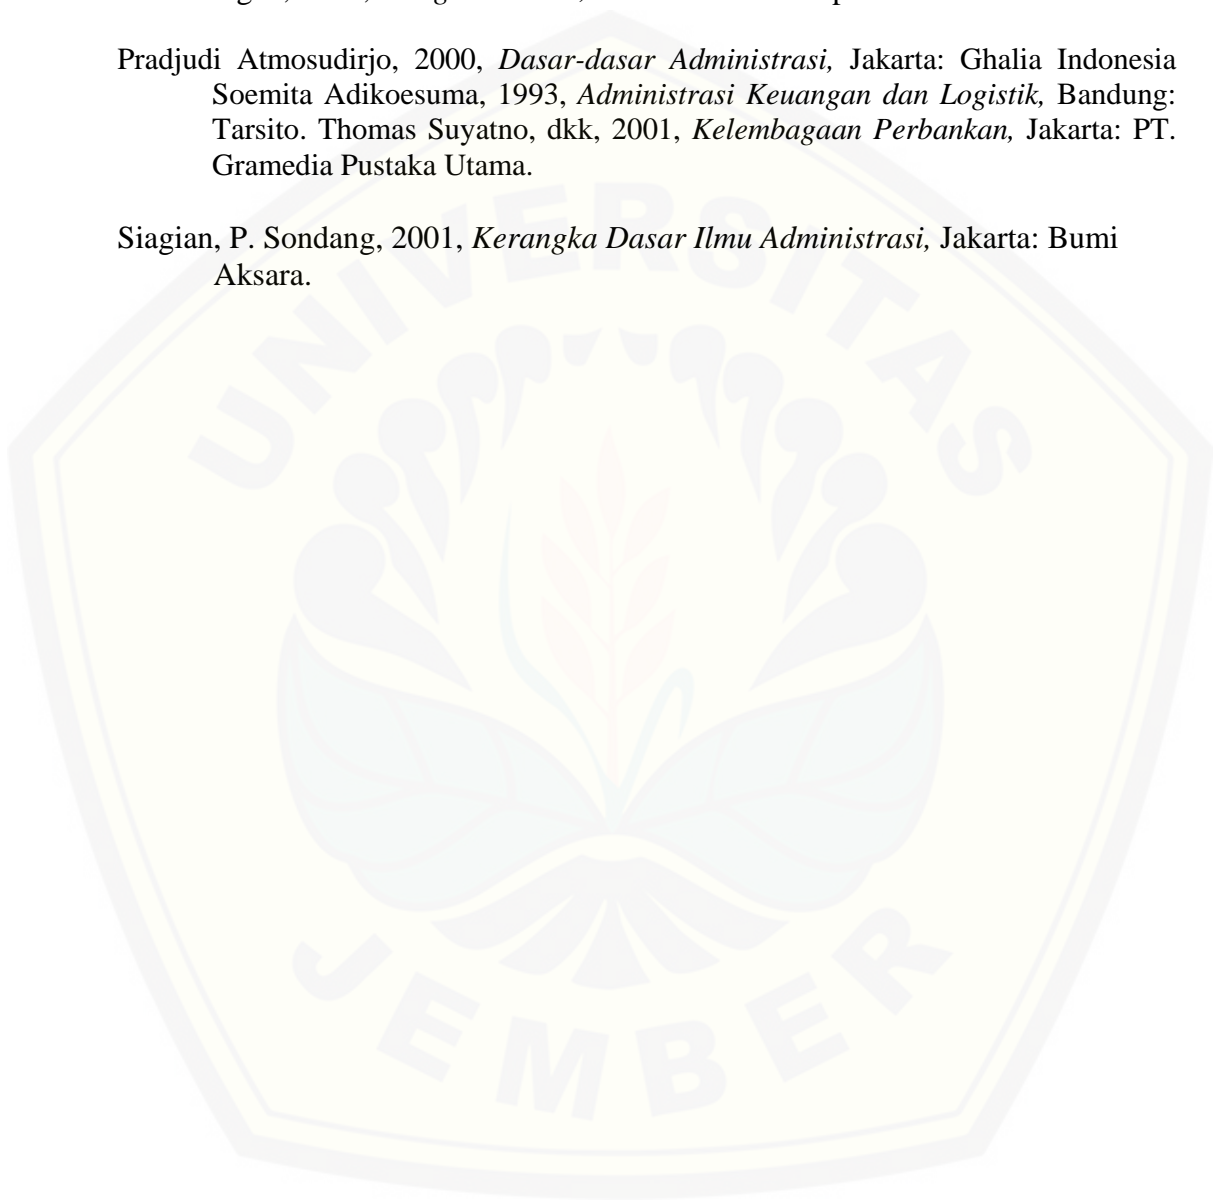 Pradjudi Atmosudirjo, 2000, Dasar-dasar Administrasi, Jakarta: Ghalia Indonesia
Soemita Adikoesuma, 1993, Administrasi Keuangan dan Logistik, Bandung:
Tarsito. Thomas Suyatno, dkk, 2001, Kelembagaan Perbankan, Jakarta: PT.
Gramedia Pustaka Utama.
Siagian, P. Sondang, 2001, Kerangka Dasar Ilmu Administrasi, Jakarta: Bumi
Aksara.
UNIVERSITAS
JEMBER